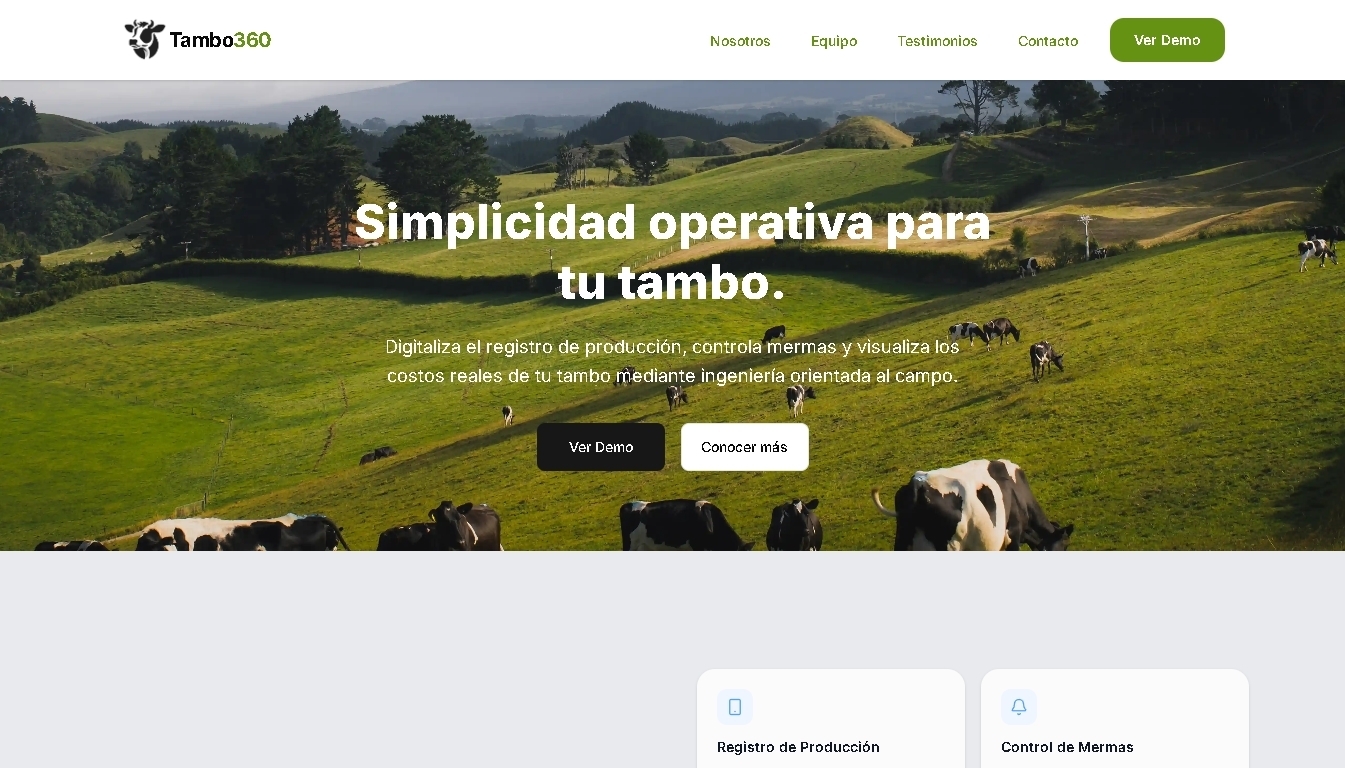 Tambo360
Nosotros
Equipo
Testimonios
Contacto
Ver Demo
Simplicidad operativa para
tu tambo.
Digitaliza el registro de producción, controla mermas y visualiza los
costos reales de tu tambo mediante ingeniería orientada al campo.
Ver Demo
Conocer más
Registro de Producción
Control de Mermas